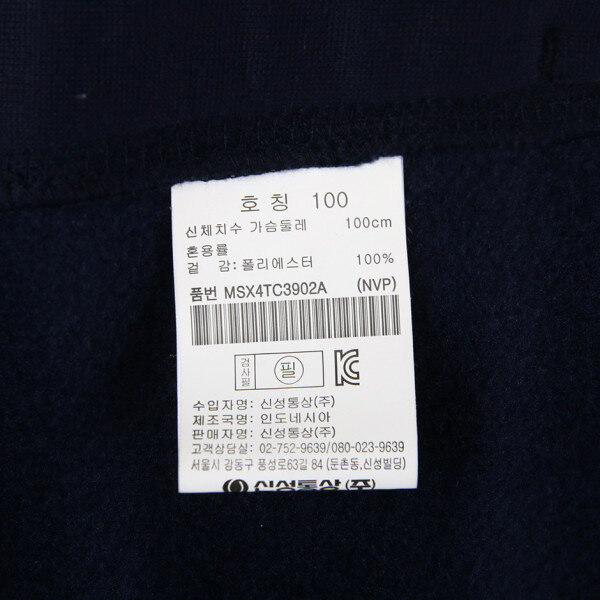 호 칭 100
신체치수 가슴둘레 100cm
혼용률
겉 감:폴리에스터 100%
품번 MSX4TC3902A (NVP)
검사필 필
수입자명: 신성통상(주)
제조국명: 인도네시아
판매자명: 신성통상(주)
고객상담실: 02-752-9639/080-023-9639
서울시 강동구 풍성로63길 84 (둔촌동,신성빌딩)
신성통상(주)